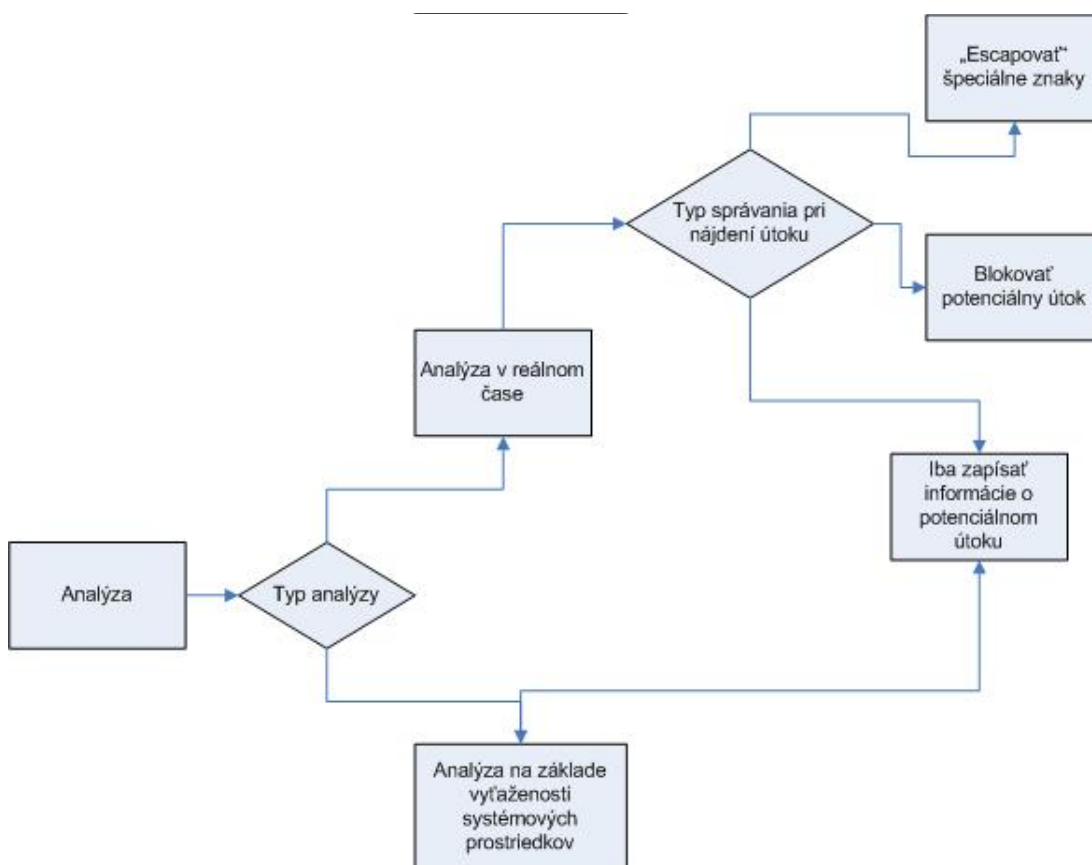 „Escapovať“
špeciálne znaky
Typ správania pri
nájdení útoku
Blokovať
potenciálny útok
Analýza v reálnom
čase
Iba zapísať
informácie o
potenciálnom
útoku
Analýza
Typ analýzy
Analýza na základe
vyťaženosti
systémových
prostriedkov